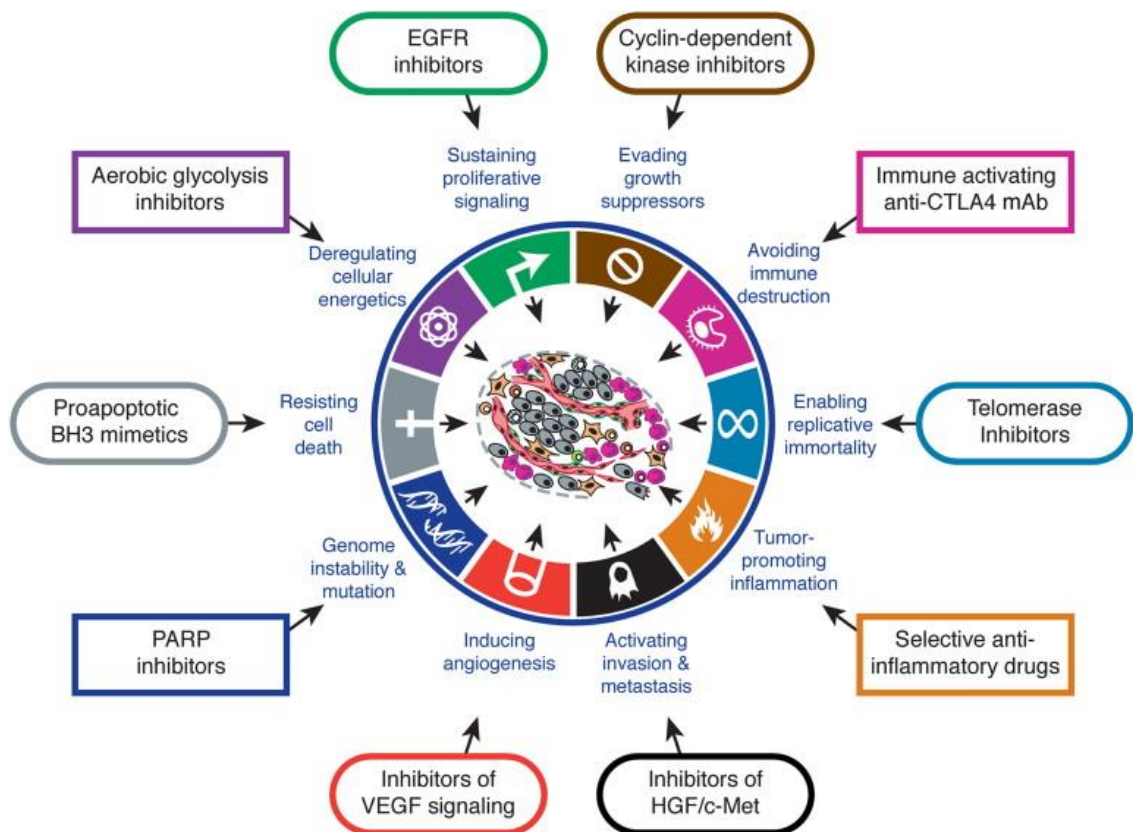 EGFR
inhibitors
Cyclin-dependent
kinase inhibitors
Sustaining
proliferative
signaling
Evading
growth
suppressors
Aerobic glycolysis
inhibitors
Immune activating
anti-CTLA4 mAb
Deregulating
cellular
energetics
Avoiding
immune
destruction
Proapoptotic
BH3 mimetics
Resisting
cell
death
Enabling
replicative
immortality
Telomerase
Inhibitors
Genome
instability &
mutation
Tumor-
promoting
inflammation
PARP
inhibitors
Inducing
angiogenesis
Activating
invasion &
metastasis
Selective anti-
inflammatory drugs
Inhibitors of
VEGF signaling
Inhibitors of
HGF/c-Met